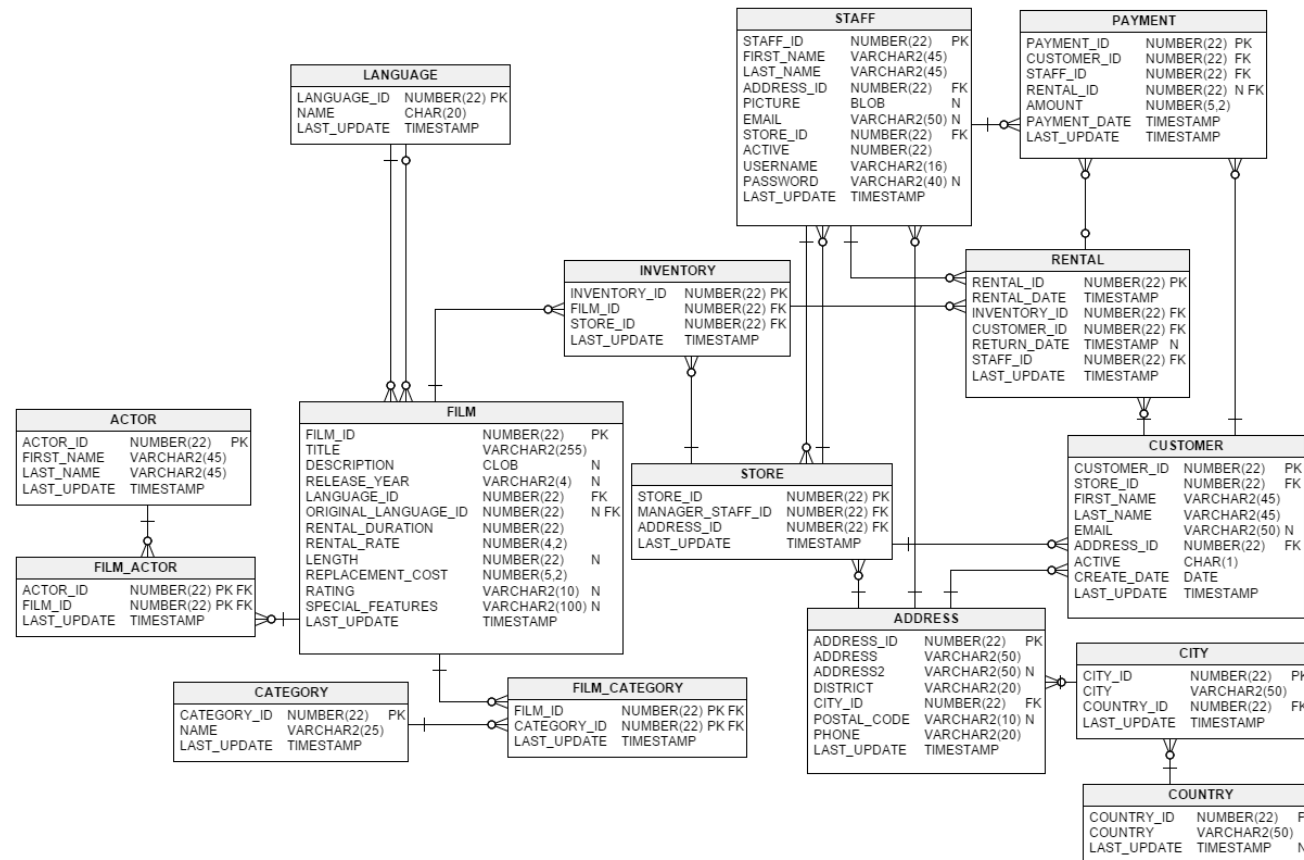 STAFF
STAFF_ID NUMBER(22) PK
FIRST_NAME VARCHAR2(45)
LAST_NAME VARCHAR2(45)
ADDRESS_ID NUMBER(22) FK
PICTURE BLOB N
EMAIL VARCHAR2(50) N
STORE_ID NUMBER(22) FK
ACTIVE NUMBER(22)
USERNAME VARCHAR2(16)
PASSWORD VARCHAR2(40) N
LAST_UPDATE TIMESTAMP
PAYMENT
PAYMENT_ID NUMBER(22) PK
CUSTOMER_ID NUMBER(22) FK
STAFF_ID NUMBER(22) FK
RENTAL_ID NUMBER(22) N FK
AMOUNT NUMBER(5,2)
PAYMENT_DATE TIMESTAMP
LAST_UPDATE TIMESTAMP
LANGUAGE
LANGUAGE_ID NUMBER(22) PK
NAME CHAR(20)
LAST_UPDATE TIMESTAMP
INVENTORY
INVENTORY_ID NUMBER(22) PK
FILM_ID NUMBER(22) FK
STORE_ID NUMBER(22) FK
LAST_UPDATE TIMESTAMP
RENTAL
RENTAL_ID NUMBER(22) PK
RENTAL_DATE TIMESTAMP
INVENTORY_ID NUMBER(22) FK
CUSTOMER_ID NUMBER(22) FK
RETURN_DATE TIMESTAMP N
STAFF_ID NUMBER(22) FK
LAST_UPDATE TIMESTAMP
ACTOR
ACTOR_ID NUMBER(22) PK
FIRST_NAME VARCHAR2(45)
LAST_NAME VARCHAR2(45)
LAST_UPDATE TIMESTAMP
FILM
FILM_ID NUMBER(22) PK
TITLE VARCHAR2(255)
DESCRIPTION CLOB N
RELEASE_YEAR VARCHAR2(4) N
LANGUAGE_ID NUMBER(22) FK
ORIGINAL_LANGUAGE_ID NUMBER(22) N FK
RENTAL_DURATION NUMBER(22)
RENTAL_RATE NUMBER(4,2)
LENGTH NUMBER(22) N
REPLACEMENT_COST NUMBER(5,2)
RATING VARCHAR2(10) N
SPECIAL_FEATURES VARCHAR2(100) N
LAST_UPDATE TIMESTAMP
STORE
STORE_ID NUMBER(22) PK
MANAGER_STAFF_ID NUMBER(22) FK
ADDRESS_ID NUMBER(22) FK
LAST_UPDATE TIMESTAMP
CUSTOMER
CUSTOMER_ID NUMBER(22) PK
STORE_ID NUMBER(22) FK
FIRST_NAME VARCHAR2(45)
LAST_NAME VARCHAR2(45)
EMAIL VARCHAR2(50) N
ADDRESS_ID NUMBER(22) FK
ACTIVE CHAR(1)
CREATE_DATE DATE
LAST_UPDATE TIMESTAMP
FILM_ACTOR
ACTOR_ID NUMBER(22) PK FK
FILM_ID NUMBER(22) PK FK
LAST_UPDATE TIMESTAMP
ADDRESS
ADDRESS_ID NUMBER(22) PK
ADDRESS VARCHAR2(50)
ADDRESS2 VARCHAR2(50) N
DISTRICT VARCHAR2(20)
CITY_ID NUMBER(22) FK
POSTAL_CODE VARCHAR2(10) N
PHONE VARCHAR2(20)
LAST_UPDATE TIMESTAMP
CITY
CITY_ID NUMBER(22)
CITY VARCHAR2(50)
COUNTRY_ID NUMBER(22)
LAST_UPDATE TIMESTAMP
CATEGORY
CATEGORY_ID NUMBER(22) PK
NAME VARCHAR2(25)
LAST_UPDATE TIMESTAMP
FILM_CATEGORY
FILM_ID NUMBER(22) PK FK
CATEGORY_ID NUMBER(22) PK FK
LAST_UPDATE TIMESTAMP
COUNTRY
COUNTRY_ID NUMBER(22)
COUNTRY VARCHAR2(50)
LAST_UPDATE TIMESTAMP